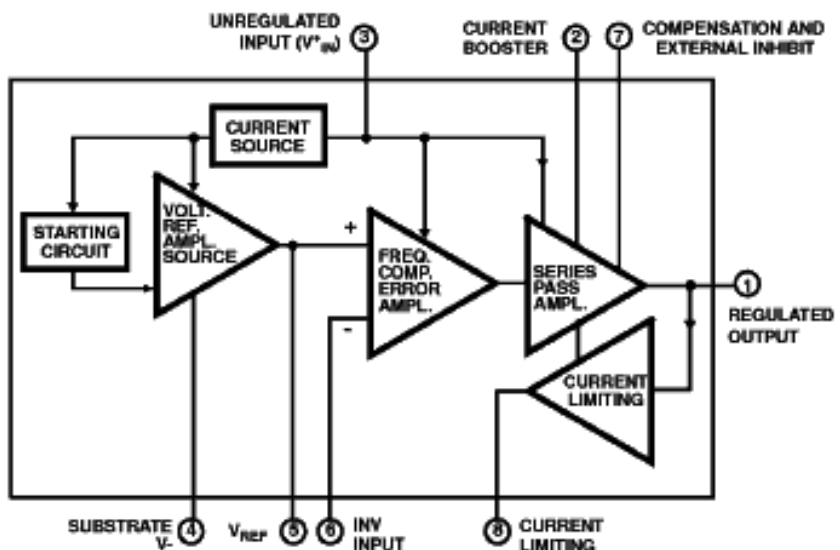 UNREGULATED
INPUT (V+IN)
3
CURRENT
BOOSTER
2
7
COMPENSATION AND
EXTERNAL INHIBIT
CURRENT
SOURCE
STARTING
CIRCUIT
VOLT.
REF.
AMPL.
SOURCE
+
-
FREQ.
COMP.
ERROR
AMPL.
SERIES
PASS
AMPL.
1
REGULATED
OUTPUT
CURRENT
LIMITING
SUBSTRATE
V-
4
VREF
5
6
INV
INPUT
8
CURRENT
LIMITING